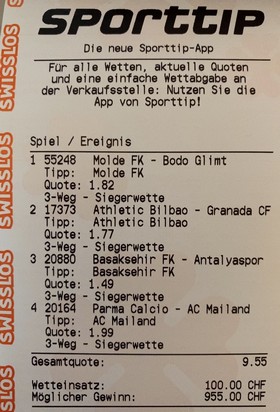 sporttip
Die neue Sporttip-App
Für alle Wetten, aktuelle Quoten
und eine einfache Wettabgabe an
der Verkaufsstelle: Nutzen Sie die
App von Sporttip!
Spiel / Ereignis
1 55248 Molde FK - Bodo Glimt
Tipp: Molde FK
Quote: 1.82
3-Weg - Siegerwette
2 17373 Athletic Bilbao - Granada CF
Tipp: Athletic Bilbao
Quote: 1.77
3-Weg - Siegerwette
3 20880 Basaksehir FK - Antalyaspor
Tipp: Basaksehir FK
Quote: 1.49
3-Weg - Siegerwette
4 20164 Parma Calcio - AC Mailand
Tipp: AC Mailand
Quote: 1.99
3-Weg - Siegerwette
Gesamtquote: 9.55
Wetteinsatz: 100.00 CHF
Möglicher Gewinn: 955.00 CHF
SWISSLOS
SWISSLOS
SWISSLOS